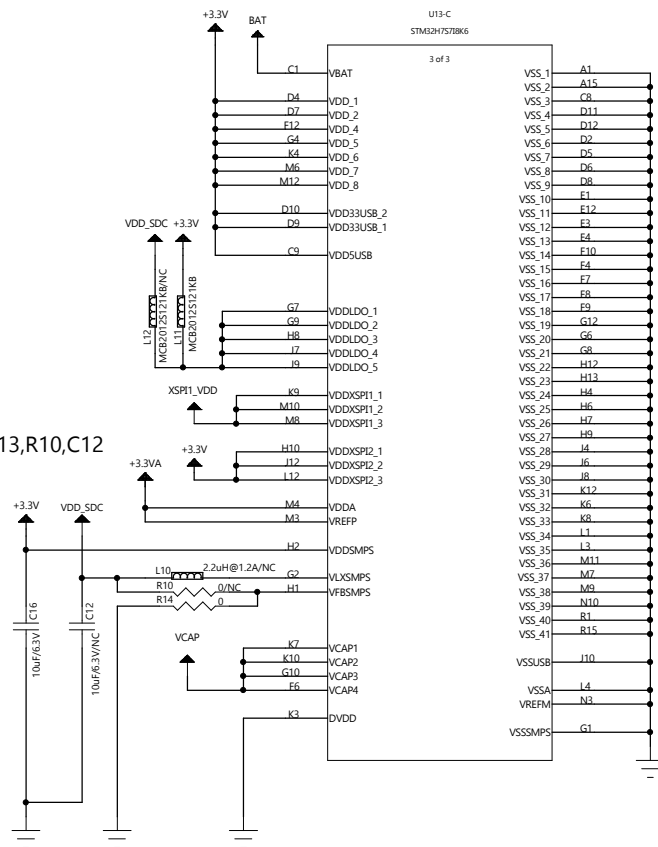 U13-C
STM32H7S7I8K6
3 of 3
+3.3V
BAT
C1 VBAT
D4 VDD_1
D7 VDD_2
F12 VDD_4
G4 VDD_5
K4 VDD_6
M6 VDD_7
M12 VDD_8
D10 VDD33USB_2
D9 VDD33USB_1
C9 VDD5USB
VDD_SDC +3.3V
L12
MCB2012S121KB/NC
L11
MCB2012S121KB
G7 VDDLDO_1
G9 VDDLDO_2
H8 VDDLDO_3
J7 VDDLDO_4
J9 VDDLDO_5
XSPI1_VDD
K9 VDDXSPI1_1
M10 VDDXSPI1_2
M8 VDDXSPI1_3
13,R10,C12
+3.3V
H10 VDDXSPI2_1
J12 VDDXSPI2_2
L12 VDDXSPI2_3
+3.3VA
M4 VDDA
M3 VREFP
+3.3V
VDD_SDC
H2 VDDSMPS
L10 2.2uH@1.2A/NC G2 VLXSMPS
R10 0/NC H1 VFBSMPS
R14 0
C16
10uF/6.3V
C12
10uF/6.3V/NC
VCAP
K7 VCAP1
K10 VCAP2
G10 VCAP3
F6 VCAP4
K3 DVDD
VSS_1 A1
VSS_2 A15
VSS_3 C8
VSS_4 D11
VSS_5 D12
VSS_6 D2
VSS_7 D5
VSS_8 D6
VSS_9 D8
VSS_10 E1
VSS_11 E12
VSS_12 E3
VSS_13 E4
VSS_14 F10
VSS_15 F4
VSS_16 F7
VSS_17 F8
VSS_18 F9
VSS_19 G12
VSS_20 G6
VSS_21 G8
VSS_22 H12
VSS_23 H13
VSS_24 H4
VSS_25 H6
VSS_26 H7
VSS_27 H9
VSS_28 J4
VSS_29 J6
VSS_30 J8
VSS_31 K12
VSS_32 K6
VSS_33 K8
VSS_34 L1
VSS_35 L3
VSS_36 M11
VSS_37 M7
VSS_38 M9
VSS_39 N10
VSS_40 R1
VSS_41 R15
VSSUSB J10
VSSA L4
VREFM N3
VSSSMPS G1